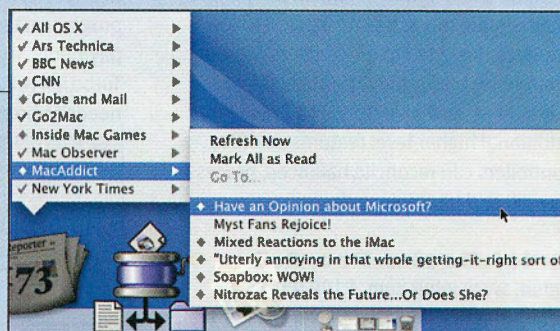 All OS X
Ars Technica
BBC News
CNN
Globe and Mail
Go2Mac
Inside Mac Games
Mac Observer
MacAddict
New York Times
Refresh Now
Mark All as Read
Go To...
Have an Opinion about Microsoft?
Myst Fans Rejoice!
Mixed Reactions to the iMac
"Utterly annoying in that whole getting-it-right sort of
Soapbox: WOW!
Nitrozac Reveals the Future...Or Does She?
eporter
73